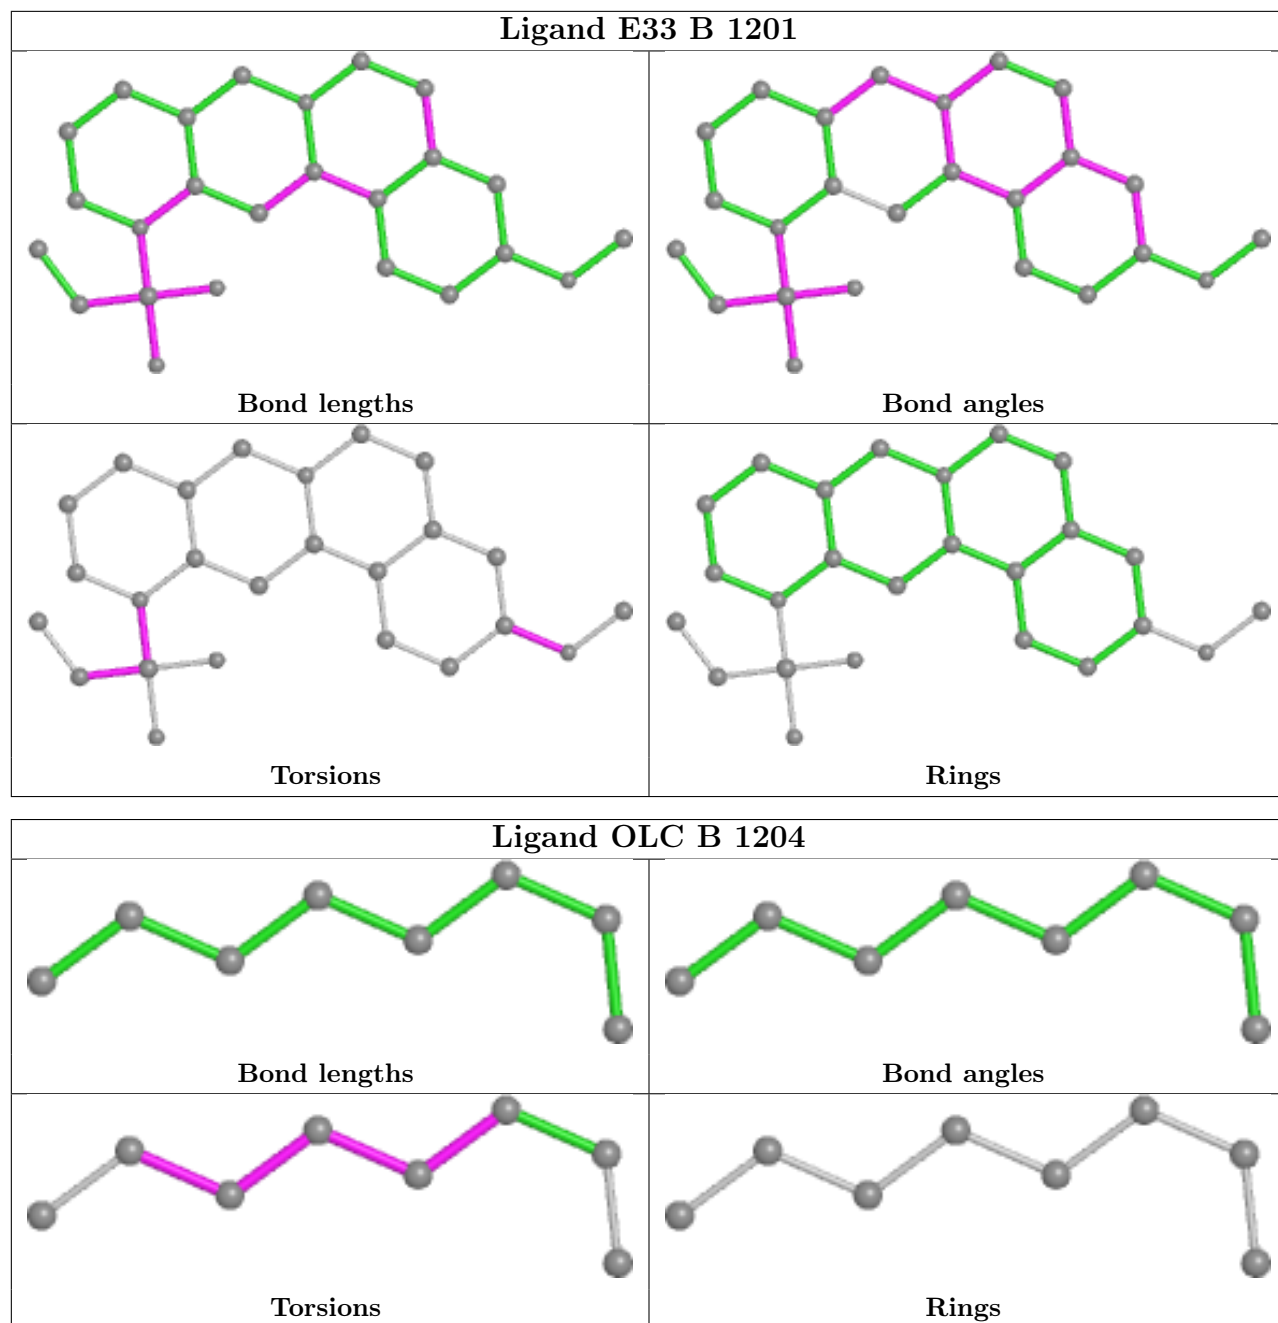 Ligand E33 B 1201
Bond lengths
Bond angles
Torsions
Rings
Ligand OLC B 1204
Bond lengths
Bond angles
Torsions
Rings